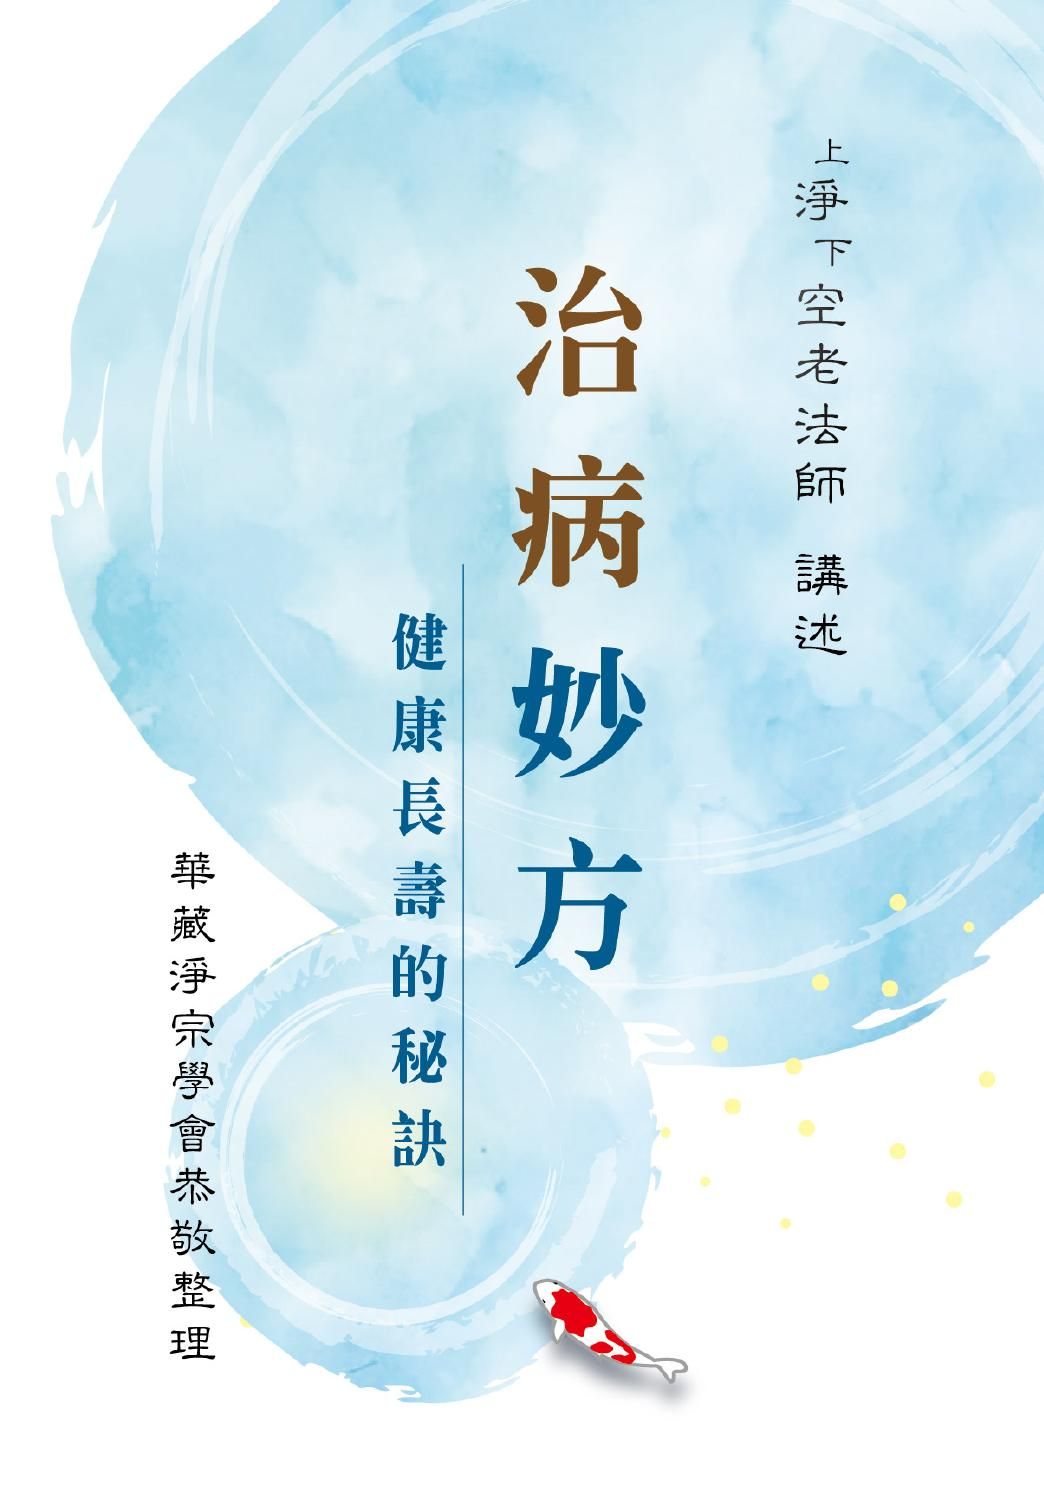 上淨下空老法師 講述
治病妙方
健康長壽的秘訣
華藏淨宗學會恭敬整理